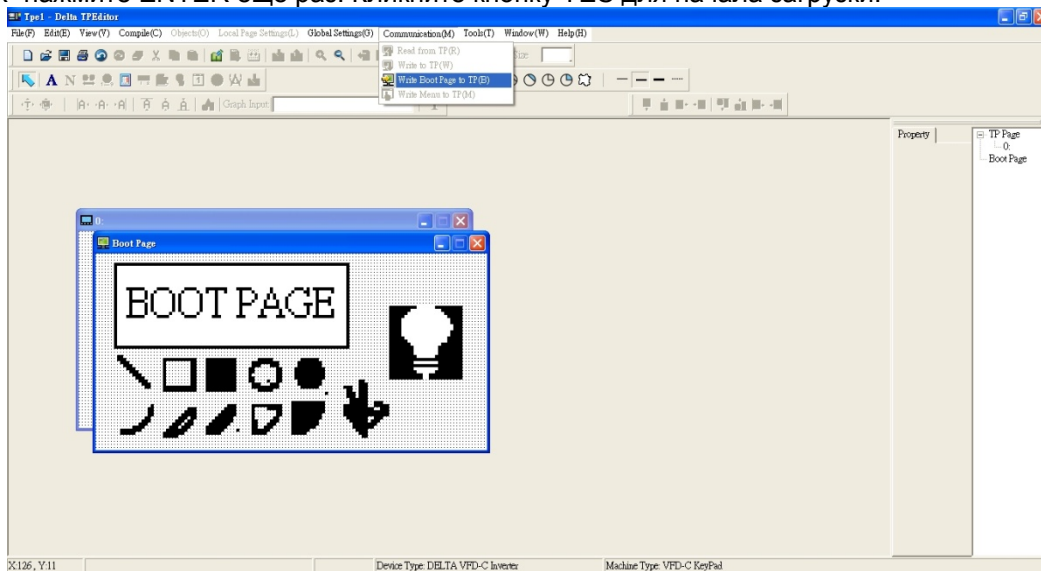 нажмите ENTER еще раз. Кликните кнопку YES для начала загрузки.
Tpe1 - Delta TPEditor
File(F) Edit(E) View(V) Compile(C) Objects(O) Local Page Settings(L) Global Settings(G) Communication(M) Tools(T) Window(W) Help(H)
Read from TP(R)
Write to TP(W)
Write Boot Page to TP(B)
Write Menu to TP(M)
Graph Input:
Property
TP Page
0:
Boot Page
0:
Boot Page
BOOT PAGE
X:126, Y:11 Device Type: DELTA VFD-C Inverter Machine Type: VFD-C KeyPad